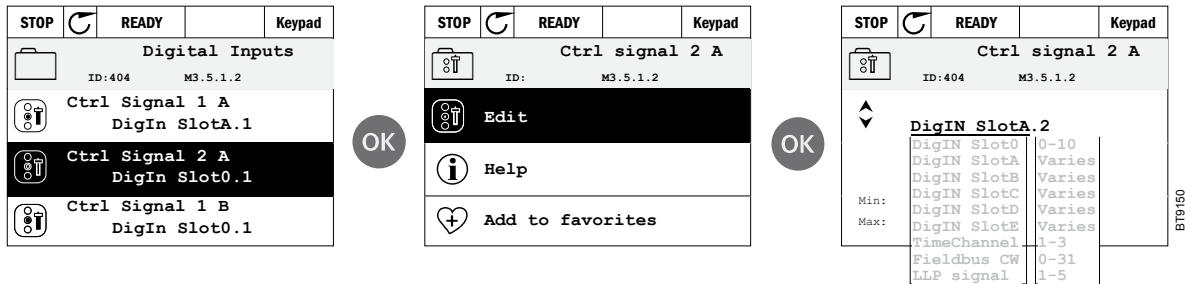 STOP READY Keypad
Digital Inputs
ID:404 M3.5.1.2
Ctrl Signal 1 A
DigIn SlotA.1
Ctrl Signal 2 A
DigIn Slot0.1
Ctrl Signal 1 B
DigIn Slot0.1
OK
STOP READY Keypad
Ctrl signal 2 A
ID: M3.5.1.2
Edit
Help
Add to favorites
OK
STOP READY Keypad
Ctrl signal 2 A
ID:404 M3.5.1.2
DigIN SlotA.2
DigIN Slot0 0-10
DigIN SlotA Varies
DigIN SlotB Varies
DigIN SlotC Varies
Min: DigIN SlotD Varies
Max: DigIN SlotE Varies
TimeChannel 1-3
Fieldbus CW 0-31
LLP signal 1-5
BT9150